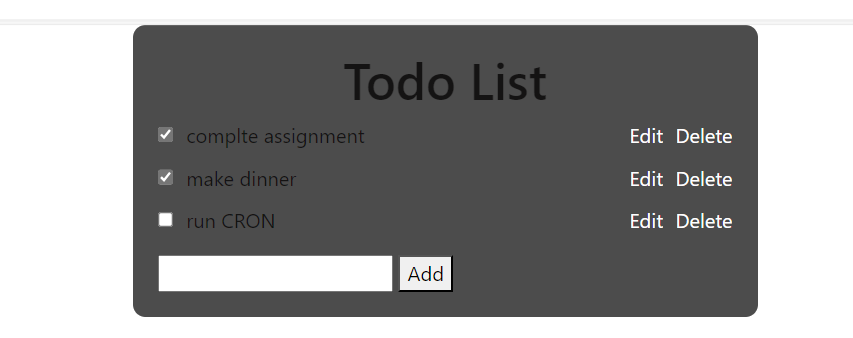 Todo List
complte assignment Edit Delete
make dinner Edit Delete
run CRON Edit Delete
Add